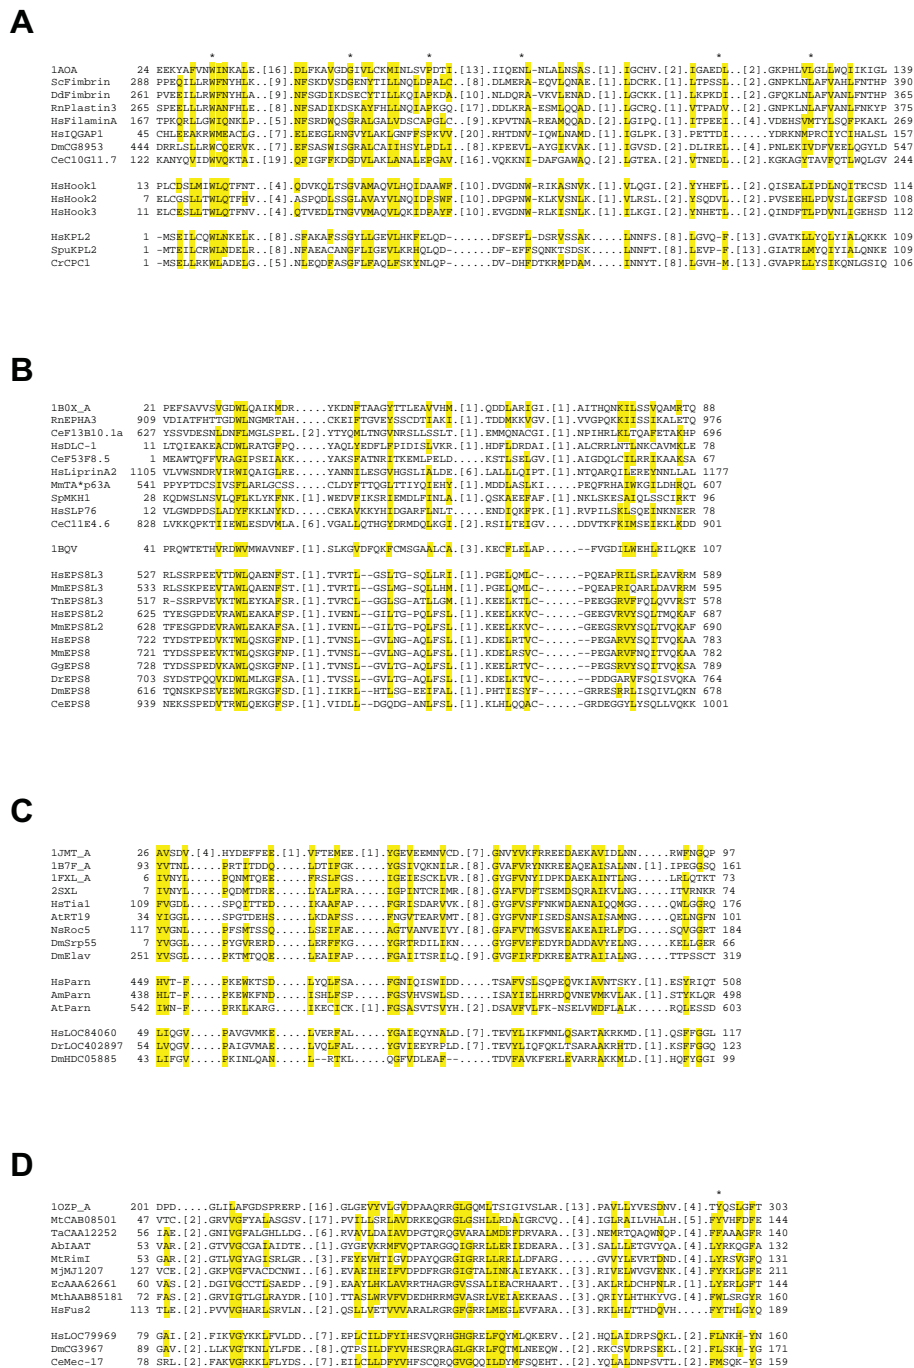 A
* * * * * *
1AOA 24 EEKYAFVNWINKALE.[16].DLFKAVGDGIVLCKMINLSVPDTI.[13].IIQENL-NLALNSAS.[1].IGCHV.[2].IGAEDL..[2].GKPHLVLGLLWQIIKIGL 139
ScFimbrin 288 PPEQILLRWFNYHLK..[9].NFSKDVSDGENYTILLNQLDPALC..[8].DLMERA-EQVLQNAE.[1].LDCRK.[1].LTPSSL..[2].GNPKLNLAFVAHLFNTHP 390
DdFimbrin 261 PVEEILLRWFNYHLA..[9].NFSGDIKDSECYTILLKQIAPKDA.[10].NLDQRA-VKVLENAD.[1].LGCKK.[1].LKPKDI..[2].GFQKLNLAFVANLFNTHP 365
RnPlastin3 265 SPEELLLRWANFHLE..[8].NFSADIKDSKAYFHLLNQIAPKGQ.[17].DDLKRA-ESMLQQAD.[1].LGCRQ.[1].VTPADV..[2].GNPKLNLAFVANLFNKYP 375
HsFilaminA 167 TPKQRLLGWIQNKLP..[5].NFSRDWQSGRALGALVDSCAPGLC..[9].KPVTNA-REAMQQAD.[2].LGIPQ.[1].ITPEEI..[4].VDEHSVMTYLSQFPKAKL 269
HsIQGAP1 45 CHLEEAKRWMEACLG..[7].ELEEGLRNGVYLAKLGNFFSPKVV.[20].RHTDNV-IQWLNAMD.[1].IGLPK.[3].PETTDI......YDRKNMPRCIYCIHALSL 157
DmCG8953 444 DRRLSLLRWCQERVK..[7].EFSASWISGRALCAIIHSYLPDLI..[8].KPEEVL-AYGIKVAK.[1].IGVSD.[2].DLIREL..[4].PNLKSIMIDFVEELQGYLD 547
CeC10G11.7 122 KANYQVIDWVQKTAI.[19].QFIGFFKDGDVLAKLANALEPGAV.[16].VQKKNI-DAFGAWAQ.[2].LGTEA.[2].VTNEDL..[2].GKGAGYTAVFQTLWQLGV 244
HsHook1 13 PLCDSLMIWLQTFNT..[4].QDVKQLTSGVAMAQVLHQIDAAWF.[10].DVGDNW-RIKASNVK.[1].VLQGI.[2].YYHEFL..[2].QISEALIPDLNQITECSD 114
HsHook2 7 ELCGSLLTWLQTFHV..[4].ASPQDLSSGLAVAYVLNQIDPSWF.[10].DPGPNW-KLKVSNLK.[1].VLRSL.[2].YSQDVL..[2].PVSEEHLPDVSLIGEFSD 108
HsHook3 11 ELCESLLTWIQTFNV..[4].QTVEDLTNGVVMAQVLQKIDPAYF.[10].EVGDNW-RLKISNLK.[1].ILKGI.[2].YNHETL..[2].QINDFTLPDVNLIGEHSD 112
HsKPL2 1 -MSEILCQWLNKELK..[8].SFAKAFSSGYLLGEVLHKFELQD-.......DFSEFL-DSRVSSAK......LNNFS.[8].LGVQ-F.[13].GVATKLLYQLYIALQKKK 109
SpuKPL2 1 -MTEILCRWLNDELR..[8].NFAEACANGFLIGEVLKRHQLQD-.......DF-EFFSQNKTSDSK......LNNFT.[8].LEVP-F.[13].GIATRLMYQIYIALQNKE 109
CrCPC1 1 -MSELLRKWLADELG..[5].NLEQDFASGFLFAQLFSKYNLQP-.......DV-DHFDTKRMPDAM......INNYT.[8].LGVH-M.[13].GVAPRLLYSIKQNLGSIQ 106
B
1B0X_A 21 PEFSAVVSVGDWLQAIKMDR.....YKDNFTAAGYTTLEAVVHM.[1].QDDLARIGI.[1].AITHQNKILSSVQAMRTQ 88
RnEPHA3 909 VDIATFHTTGDWLNGMRTAH.....CKEIFTGVEYSSCDTIAKI.[1].TDDMKKVGV.[1].VVGPQKKIISSIKALETQ 976
CeF13B10.1a 627 YSSVDESNLDNFLMGLSPEL.[2].YTYQMLTNGVNRSLLSSLT.[1].EMMQNACGI.[1].NPIHRLKLTQAFETAKHP 696
HsDLC-1 11 LTQIEAKEACDWLRATGFPQ.....YAQLYEDFLFPIDISLVKR.[1].HDFLDRDAI.[1].ALCRRLNTLNKCAVMKLE 78
CeF53F8.5 1 MEAWTQFFVRAGIPSEIAKK.....YAKSFATNRITKEMLPELD.....KSTLSELGV.[1].AIGDQLCILRRIKAAKSA 67
HsLiprinA2 1105 VLVWSNDRVIRWIQAIGLRE.....YANNILESGVHGSLIALDE.[6].LALLLQIPT.[1].NTQARQILEREYNNLLAL 1177
MmTA*p63A 541 PPYPTDCSIVSFLARLGCSS.....CLDYFTTQGLTTIYQIEHY.[1].MDDLASLKI.....PEQFRHAIWKGILDHRQL 607
SpMKH1 28 KQDWSLNSVLQFLKLYKFNK.[1].WEDVFIKSRIEMDLFINLA.[1].QSKAEEFAF.[1].NKLSKESAIQLSSCIRKT 96
HsSLP76 12 VLGWDPDSLADYFKKLNYKD.....CEKAVKKYHIDGARFLNLT.......ENDIQKFPK.[1].RVPILSKLSQEINKNEER 78
CeC11E4.6 828 LVKKQPKTIIEWLESDVMLA.[6].VGALLQTHGYDRMDQLKGI.[2].RSILTEIGV.....DDVTKFKIMSEIEKLKDD 901
1BQV 41 PRQWTETHVRDWVMWAVNEF.[1].SLKGVDFQKFCMSGAALCA.[3].KECFLELAP......--FVGDILWEHLEILQKE 107
HsEPS8L3 527 RLSSRPEEVTDWLQAENFST.[1].TVRTL--GSLTG-SQLLRI.[1].PGELQMLC-.....-PQEAPRILSRLEAVRRM 589
MmEPS8L3 533 RLSSKPEEVTAWLQAENFST.[1].TVRTL--GSLMG-SQLLHM.[1].PGELQMLC-.....-PQEAPRIQARLDAVRRM 595
TnEPS8L3 517 R-SSRPVEVKTWLEYKAFSR.[1].TVRCL--GGLSG-ATLLGM.[1].KEELKTLC-.....-PEEGGRVFFQLQVVRST 578
HsEPS8L2 625 TYESGPDEVRAWLEAKAFSP.[1].IVENL--GILTG-PQLFSL.[1].KEELKKVC-.....-GEEGVRVYSQLTMQKAF 687
MmEPS8L2 628 TFESGPDEVRAWLEAKAFSA.[1].IVENL--GILTG-PQLFSL.[1].KEELKKVC-.....-GEEGSRVYSQLTVQKAF 690
HsEPS8 722 YDSTPEDVKTWLQSKGFNP.[1].TVNSL--GVLNG-AQLFSL.[1].KDELRTVC-.....-PEGARVYSQITVQKAA 783
MmEPS8 721 TYDSSPEEVKTWLQSKGFNP.[1].TVNSL--GVLNG-AQLFSL.[1].KDELRSVC-.....-PEGARVFNQITVQKAA 782
GgEPS8 728 TYDSSPEDVKAWLQSKGFNP.[1].TVNSL--GVLTG-AQLFSL.[1].KEELRTVC-.....-PEGSRVYSQITVQKSA 789
DrEPS8 703 SYDSTPQQVKDWLMLKGFSA.[1].TVSSL--GVLTG-AQLFSL.[1].KDELKTVC-.....-PDDGARVFSQISVQKA 764
DmEPS8 616 TQNSKPSEVEEWLRGKGFSD.[1].IIKRL--HTLSG-EEIFAL.[1].PHTIESYF-.....-GRRESRRLISQIVLQKN 678
CeEPS8 939 NEKSSPEDVTRWLQEKGFSP.[1].VIDLL--DGQDG-ANLFSL.[1].KLHLQQAC-.....-GRDEGGYLYSQLLVQKK 1001
C
1JMT_A 26 AVSDV.[4].HYDEFFEE.[1].VFTEMEE.[1].YGEVEEMNVCD.[7].GNVYVKFRREEDAEKAVIDLNN....RWFNGQP 97
1B7F_A 93 YVTNL.....PRTITDDQ.....LDTIFGK.....YGSIVQKNILR.[8].GVAFVRYNKREEAQEAISALNN.[1].IPEGGSQ 161
1FXL_A 6 IVNYL.....PQNMTQEE.....FRSLFGS.....IGEIESCKLVR.[8].GYGFVNYIDPKDAEKAINTLNG.....LRLQTKT 73
2SXL 7 IVNYL.....PQDMTDRE.....LYALFRA.....IGPINTCRIMR.[8].GYAFVDFTSEMDSQRAIKVLNG.....ITVRNKR 74
HsTia1 109 FVGDL.....SPQITTED.....IKAAFAP.....FGRISDARVVK.[8].GYGFVSFFNKWDAENAIQQMGG.....QWLGGRQ 176
AtRT19 34 YIGGL.....SPGTDEHS.....LKDAFSS.....FNGVTEARVMT.[8].GYGFVNFISEDSANSAISAMNG.....QELNGFN 101
NsRoc5 117 YVGNL.....PFSMTSSQ.....LSEIFAE.....AGTVANVEIVY.[8].GFAFVTMGSVEEAKEAIRLFDG.....SQVGGRT 184
DmSrp55 7 YVGGL.....PYGVRERD.....LERFFKG.....YGRTRDILIKN.....GYGFVEFEDYRDADDAVYELNG.....KELLGER 66
DmElav 251 YVSGL.....PKTMTQQE.....LEAIFAP.....FGAIITSRILQ.[9].GVGFIRFDKREEATRAIIALNG.....TTPSSCT 319
HsParn 449 HVT-F.....PKEWKTSD.....LYQLFSA.....FGNIQISWIDD.....TSAFVSLSQPEQVKIAVNTSKY.[1].ESYRIQT 508
AmParn 438 HLT-F.....PKEWKFND.....ISHLFSP.....FGSVHVSWLSD.....ISAYIELHRRDQVNEVMKVLAK.[1].STYKLQR 498
AtParn 542 IWN-F.....PRKLKARG.....IKECICK.[1].FGSASVTSVYH.[2].DSAVFVLFK-NSELVWDFLALK.....RQLESSD 603
HsLOC84060 49 LIQGV.....PAVGVMKE.....LVERFAL.....YGAIEQYNALD.[7].TEVYLIKFMNLQSARTAKRKMD.[1].QSFFGGL 117
DrLOC402897 54 LVQGV.....PAIGVMAE.....VQLFAL.....YGVIEEYRPLD.[7].TEVYLIQFQKLTSARAAKRHTD.[1].KSFFGGQ 123
DmHDC05885 43 LIFGV.....PKINLQAN.....L--RTKL.....QGFVDLEAF--.....TDVFAVKFERLEVARRAKKMLD.[1].HQFYGGI 99
D
*
1OZP_A 201 DPD.....GLILAFGDSPRERP.[16].GLGEVYVLGVDPAAQRRGLGQMLTSIGIVSLAR.[13].PAVLLYVESDNV.[4].TYQSLGFT 303
MtCAB08501 47 VTC.[2].GRVVGFYALASGSV.[17].PVILLSRLAVDRKEQGRGLGSHLLRDAIGRCVQ..[4].IGLRAILVHALH.[5].FYVHFDFE 144
TaCAA12252 56 IAE.[2].GNIVGFALGHLLDG..[6].RVAATLDAIAVDPGTQRQGVARALMDEFDRVAA..[3].NEMRTQAQWNQP.[4].FFAAAGFR 140
AbIAAT 53 VAR.[2].GTVVGCGAIAIDTE..[1].GYGEVKRMFVQPTARGGQIGRRLLERIEDEARA..[3].SALLLETGVYQA.[4].LYRKQGFA 132
MtRimI 53 GAR.[2].GTLVGYAGISRLGR..[3].FEYEVHTIGVDPAYQGRGIGRRLLRELLDFARG......GVVYLEVRTDND.[4].LYRSVGFQ 131
MjMJ1207 127 VCE.[2].GKPVGFVACDCNWI..[6].EVAEIHEIFVDPDFRGRGIGTALINKAIEYAKK..[3].RIVELWVGVENK.[4].FYKRLGFE 211
EcAAA62661 60 VAS.[2].DGIVGCCTLSAEDP..[9].EAAYLHKLAVRRTHAGRGVSSALIEACRHAART..[3].AKLRLDCHPNLR.[1].LYERLGFT 144
MthAAB85181 72 FAS.[2].GRVIGTLGLRAYDR.[10].TASLWRVFVDEDHRRMGVASRLVEIAEKEAAS..[3].QRIYLHTHKYVG.[4].FWLSRGYR 160
HsFus2 113 TLE.[2].PVVVGHARLSRVLN..[2].QSLLVETVVVARALRGRGFGRRLMEGLEVFARA..[3].RKLHLTTHDQVH.....FYTHLGYQ 189
HsLOC79969 79 GAI.[2].FIKVGYKKLFVLDD..[7].EPLCILDFYIHESVQRHGHGRELFQYMLQKERV..[2].HQLAIDRPSQKL.[2].FLNKH-YN 160
DmCG3967 89 GAV.[2].LLKVGTKNLYLFDE..[8].QTPSILDFYVHESRQRAGLGKRLFQTMLNEEQW..[2].RKCSVDRPSEKL.[2].FLSKH-YG 171
CeMec-17 78 SRL.[2].FAKVGRKKLFLYDS..[7].EILCLLDFYVHFSCQRQGVGQQILDYMFSQEHT..[2].YQLALDNPSVTL.[2].FMSQK-YG 159